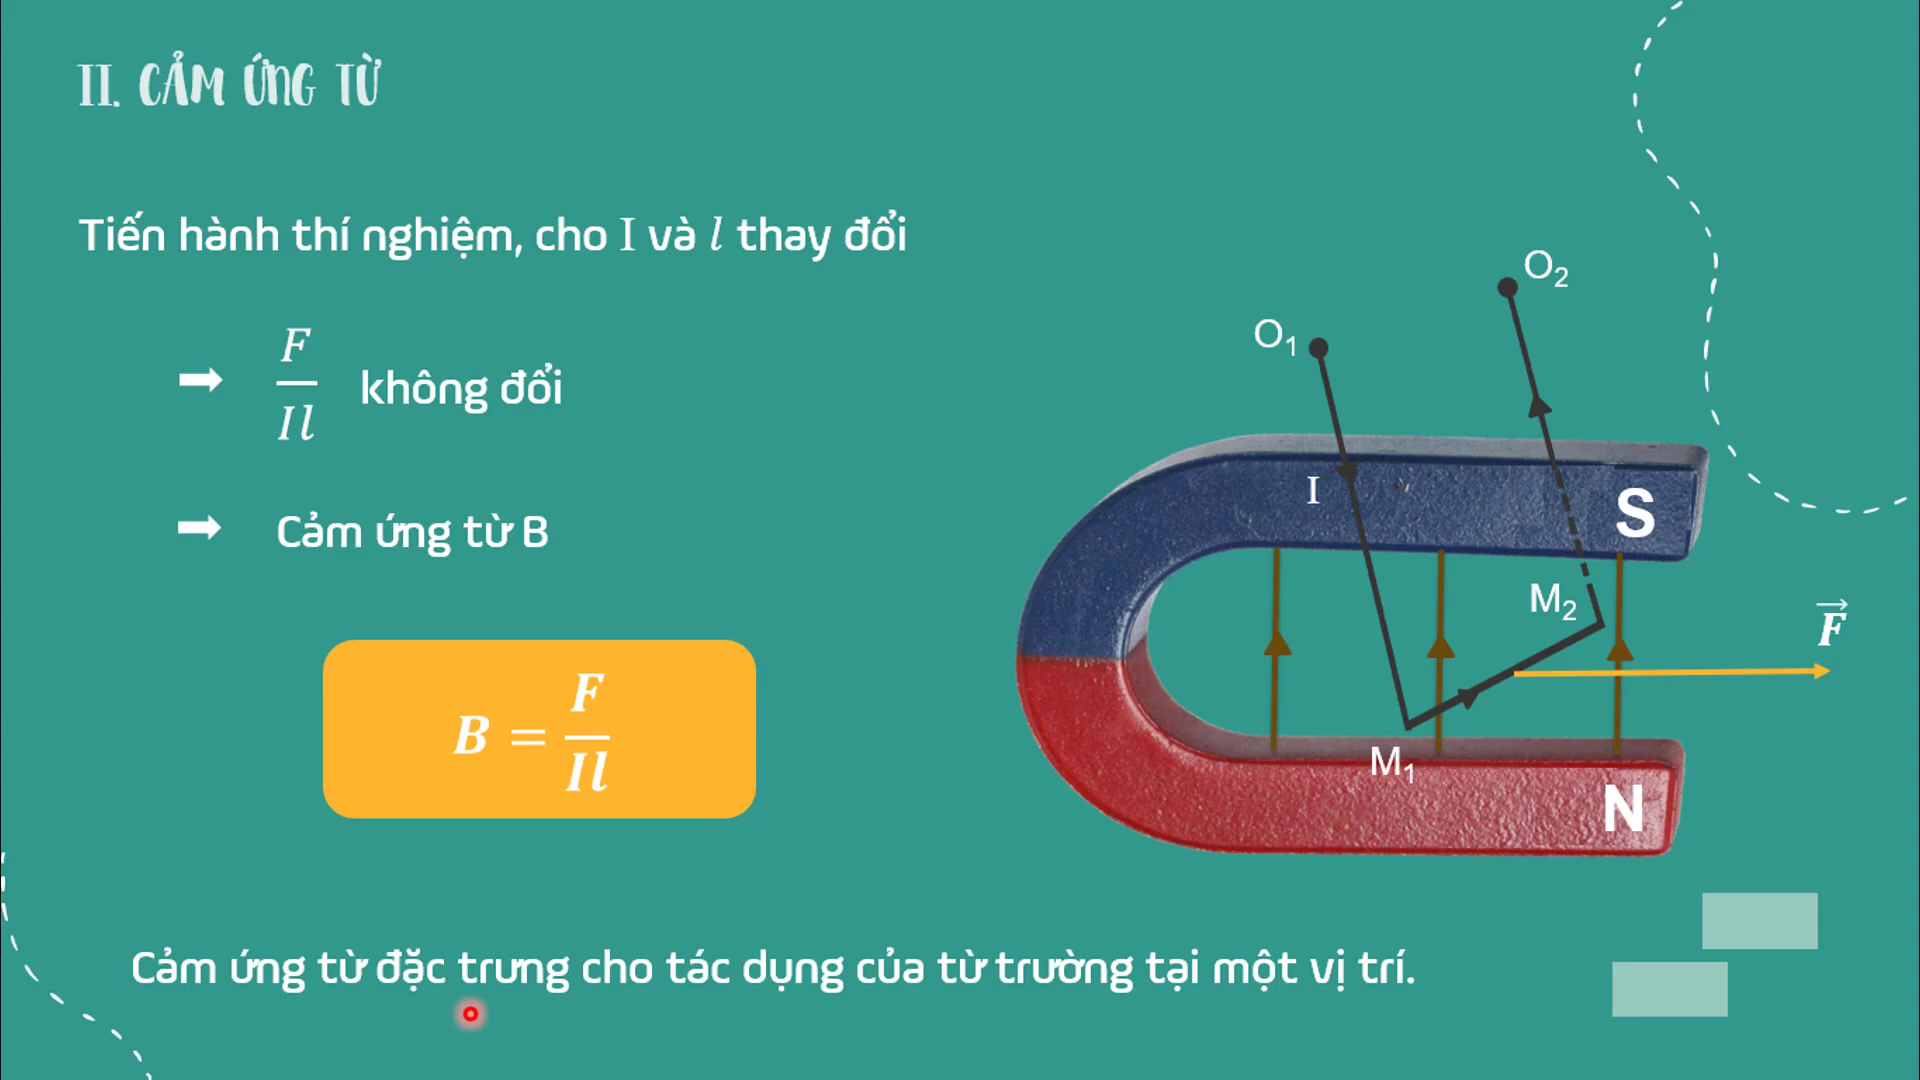 II. CẢM ỨNG TỪ
Tiến hành thí nghiệm, cho I và l thay đổi
F
Il
không đổi
Cảm ứng từ B
B = F
Il
Cảm ứng từ đặc trưng cho tác dụng của từ trường tại một vị trí.
O₂
O₁
I
S
M₂
F⃗
M₁
N